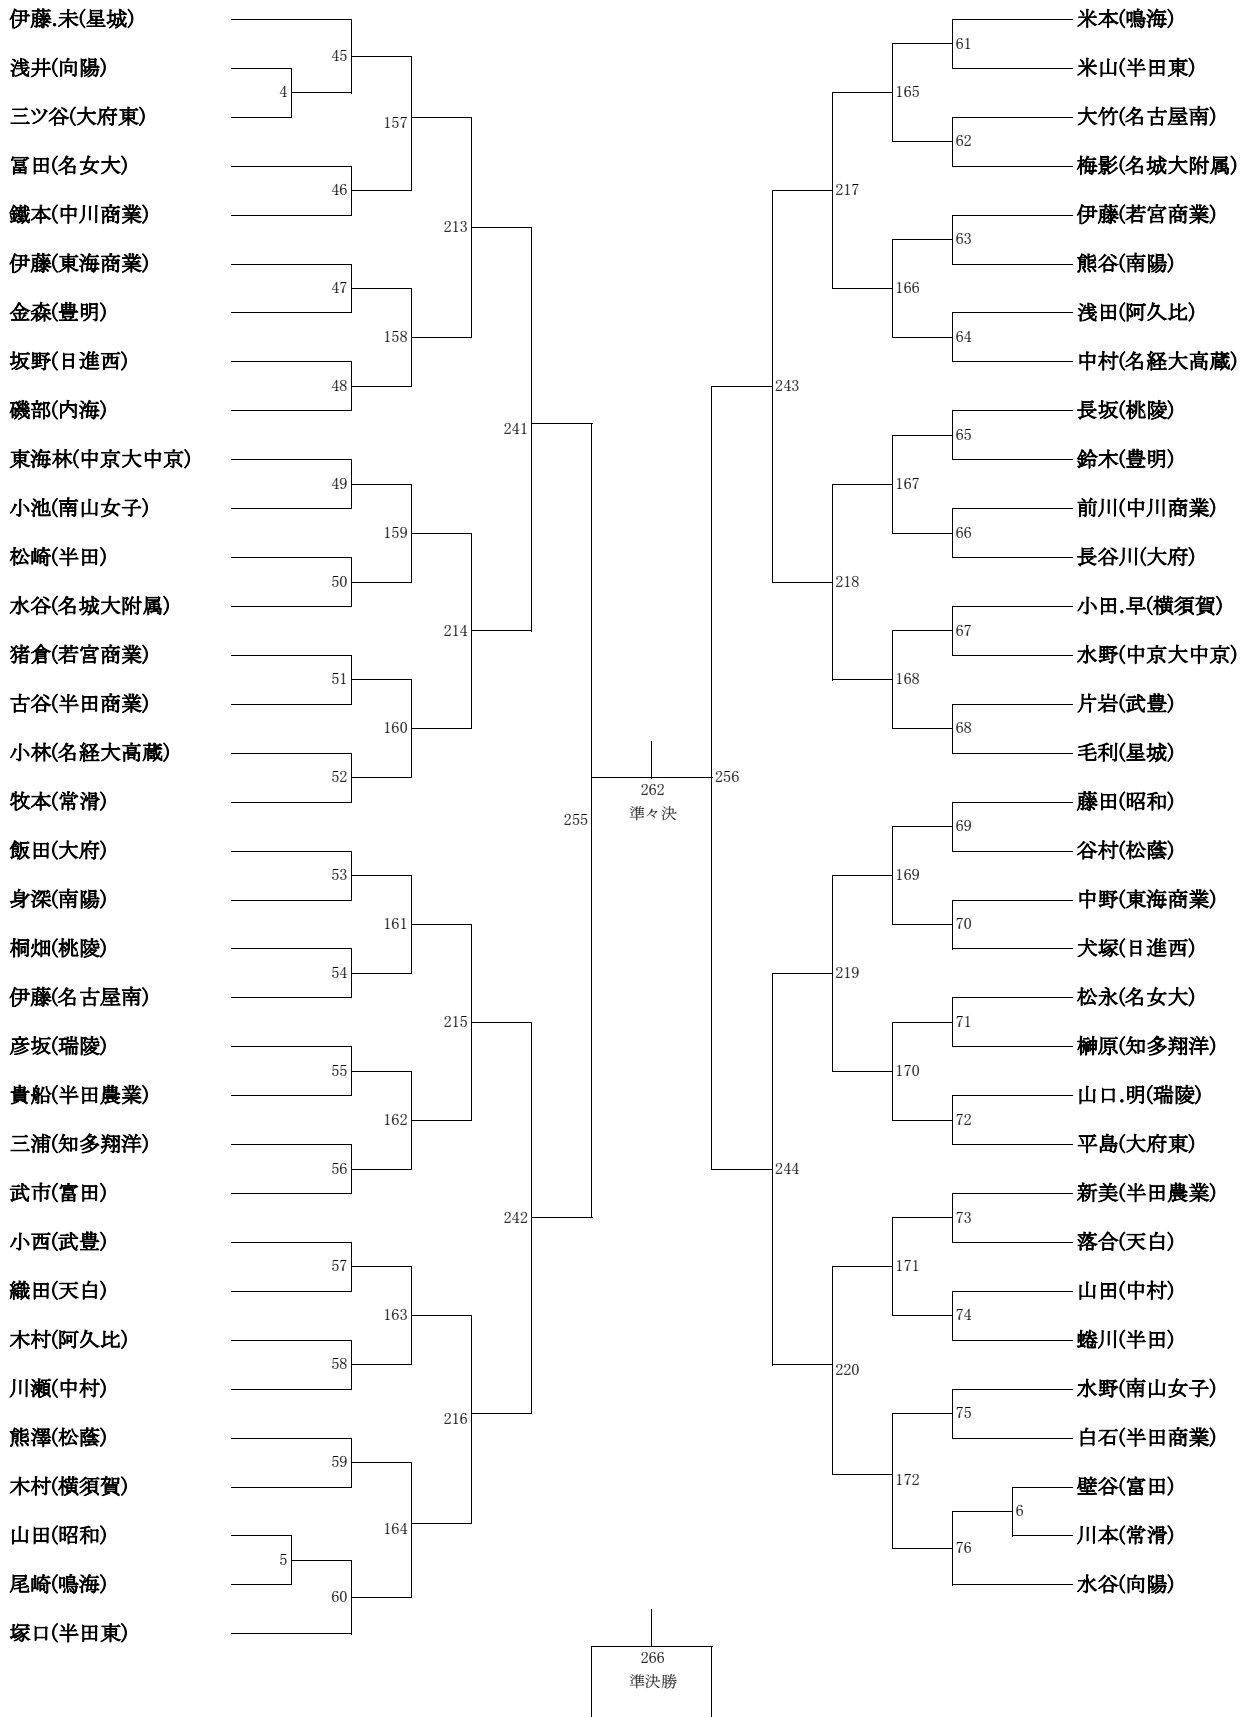 伊藤.未(星城)
浅井(向陽)
三ツ谷(大府東)
冨田(名女大)
鐵本(中川商業)
伊藤(東海商業)
金森(豊明)
坂野(日進西)
磯部(内海)
東海林(中京大中京)
小池(南山女子)
松崎(半田)
水谷(名城大附属)
猪倉(若宮商業)
古谷(半田商業)
小林(名経大高蔵)
牧本(常滑)
飯田(大府)
身深(南陽)
桐畑(桃陵)
伊藤(名古屋南)
彦坂(瑞陵)
貴船(半田農業)
三浦(知多翔洋)
武市(富田)
小西(武豊)
織田(天白)
木村(阿久比)
川瀬(中村)
熊澤(松蔭)
木村(横須賀)
山田(昭和)
尾崎(鳴海)
塚口(半田東)
4
5
45
46
47
48
49
50
51
52
53
54
55
56
57
58
59
60
157
158
159
160
161
162
163
164
213
214
215
216
241
242
255
262
準々決
266
準決勝
256
243
244
217
218
219
220
165
166
167
168
169
170
171
172
61
62
63
64
65
66
67
68
69
70
71
72
73
74
75
76
6
米本(鳴海)
米山(半田東)
大竹(名古屋南)
梅影(名城大附属)
伊藤(若宮商業)
熊谷(南陽)
浅田(阿久比)
中村(名経大高蔵)
長坂(桃陵)
鈴木(豊明)
前川(中川商業)
長谷川(大府)
小田.早(横須賀)
水野(中京大中京)
片岩(武豊)
毛利(星城)
藤田(昭和)
谷村(松蔭)
中野(東海商業)
犬塚(日進西)
松永(名女大)
榊原(知多翔洋)
山口.明(瑞陵)
平島(大府東)
新美(半田農業)
落合(天白)
山田(中村)
蜷川(半田)
水野(南山女子)
白石(半田商業)
壁谷(富田)
川本(常滑)
水谷(向陽)